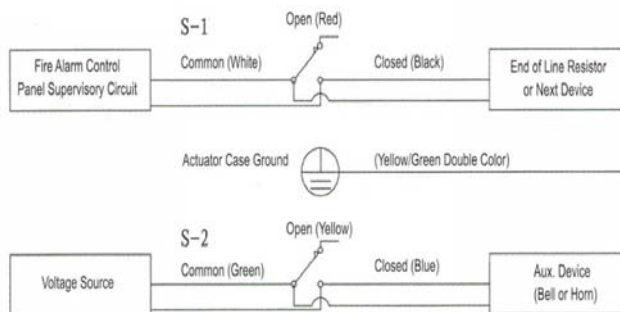 S-1
Open (Red)
Fire Alarm Control
Panel Supervisory Circuit
Common (White)
Closed (Black)
End of Line Resistor
or Next Device
Actuator Case Ground
(Yellow/Green Double Color)
S-2
Open (Yellow)
Voltage Source
Common (Green)
Closed (Blue)
Aux. Device
(Bell or Horn)